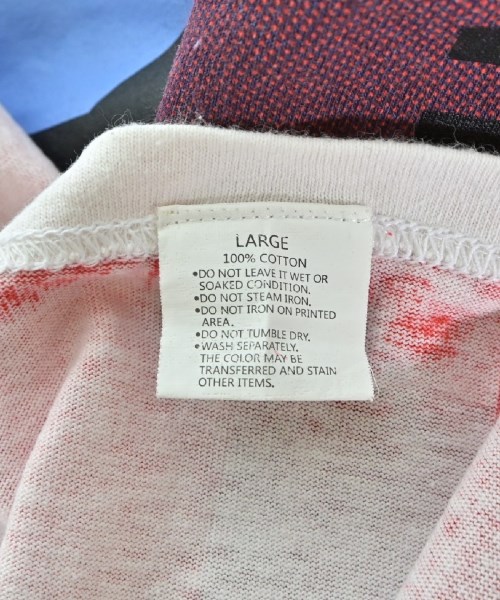 LARGE
100% COTTON
•DO NOT LEAVE IT WET OR
SOAKED CONDITION.
•DO NOT STEAM IRON.
•DO NOT IRON ON PRINTED
AREA.
•DO NOT TUMBLE DRY.
•WASH SEPARATELY.
THE COLOR MAY BE
TRANSFERRED AND STAIN
OTHER ITEMS.